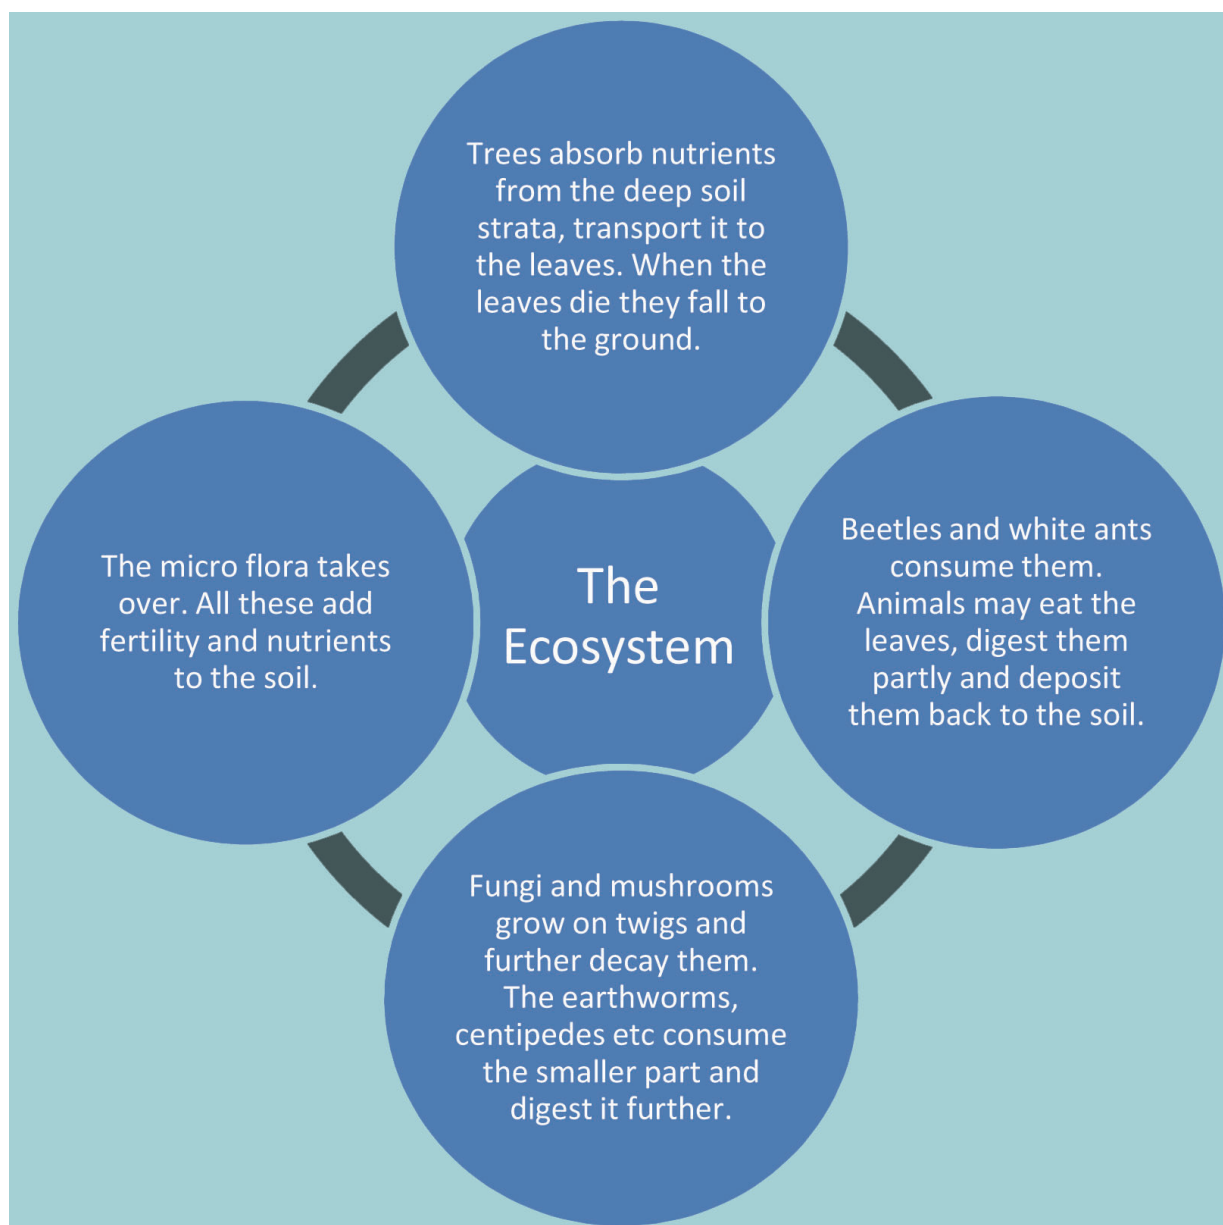 Trees absorb nutrients
from the deep soil
strata, transport it to
the leaves. When the
leaves die they fall to
the ground.
Beetles and white ants
consume them.
Animals may eat the
leaves, digest them
partly and deposit
them back to the soil.
Fungi and mushrooms
grow on twigs and
further decay them.
The earthworms,
centipedes etc consume
the smaller part and
digest it further.
The micro flora takes
over. All these add
fertility and nutrients
to the soil.
The
Ecosystem